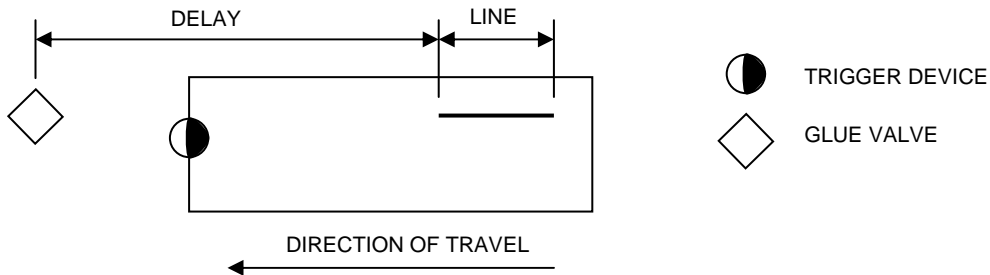 DELAY
LINE
TRIGGER DEVICE
GLUE VALVE
DIRECTION OF TRAVEL